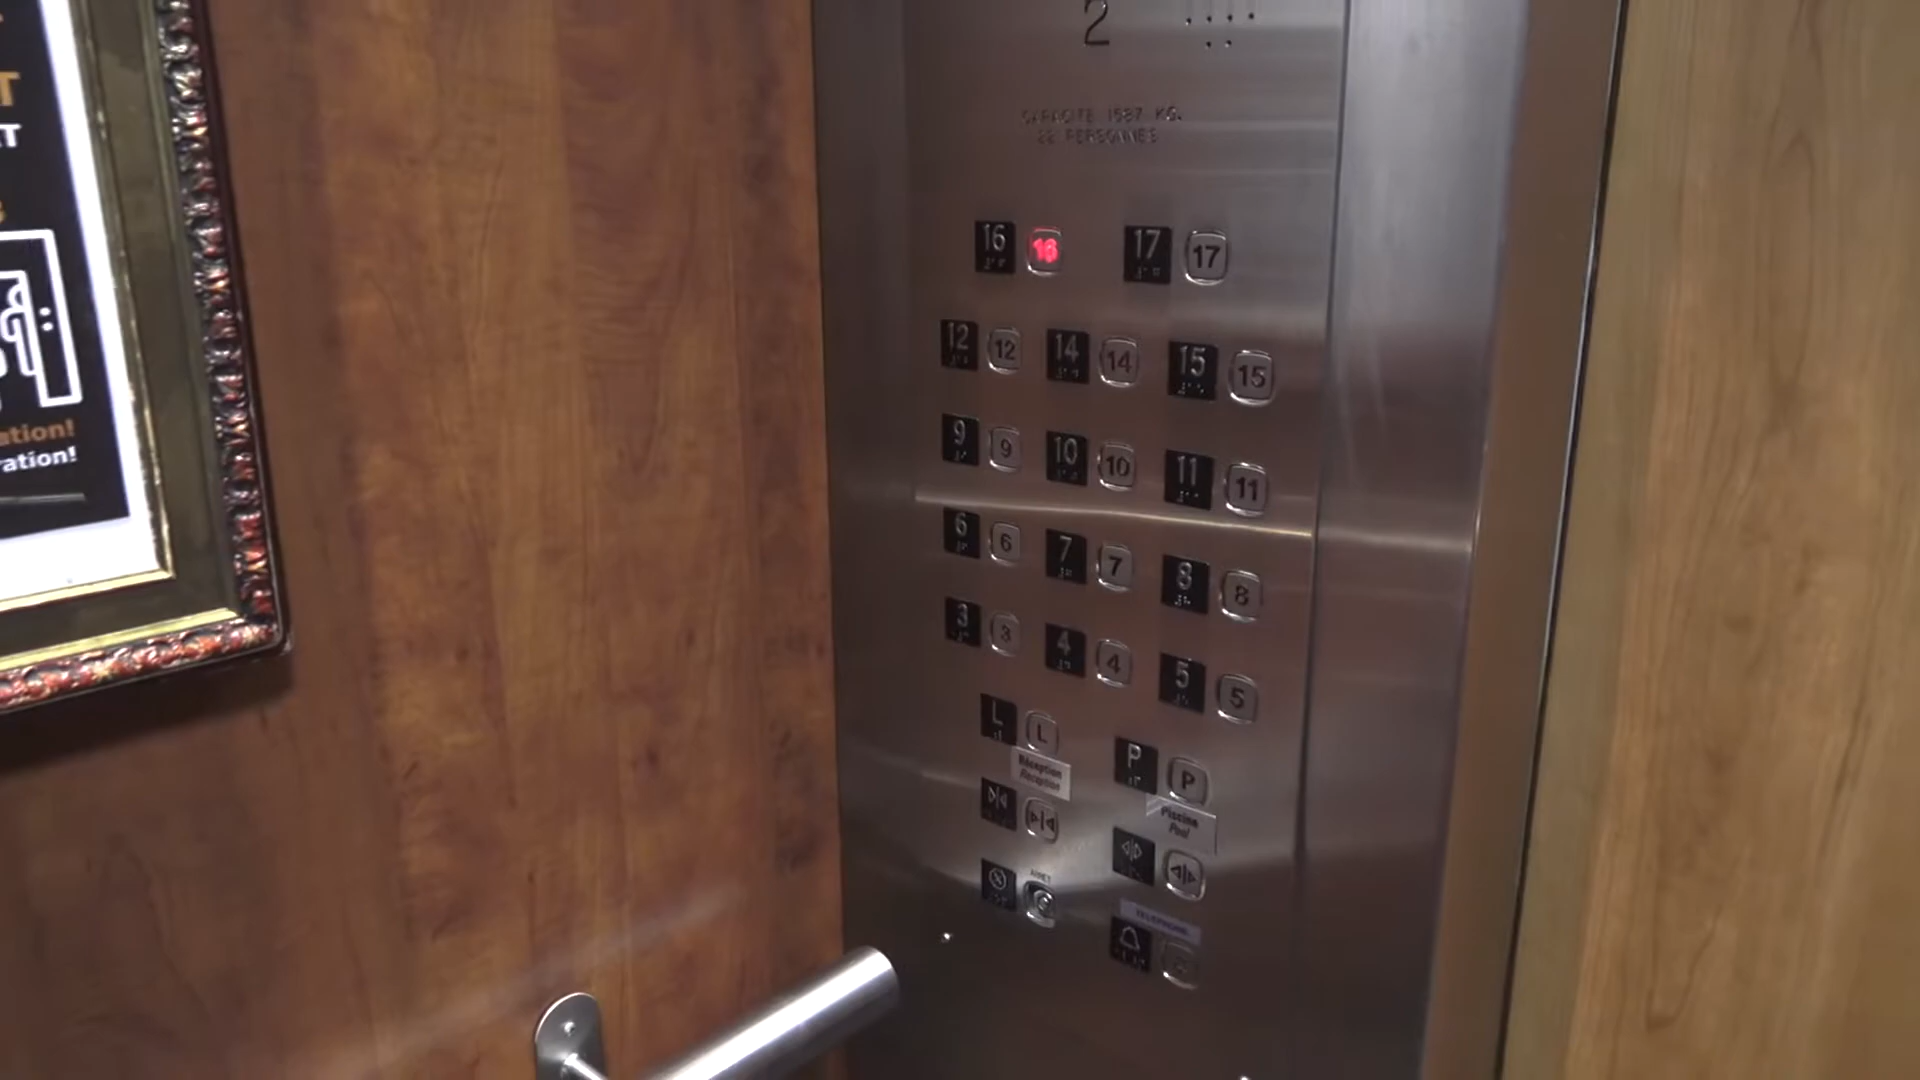 T
ation!
ration!
2
CAPACITE 1587 KG.
22 PERSONNES
16 16 17 17
12 12 14 14 15 15
9 9 10 10 11 11
6 6 7 7 8 8
3 3 4 4 5 5
L L P P
Réception
Reception
Piscine
Pool
ARRET
TELEPHONE